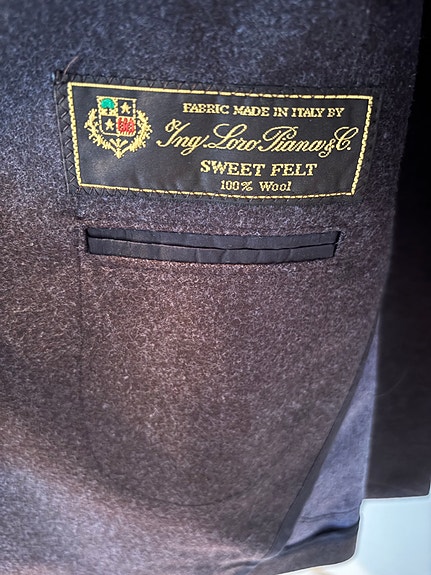 FABRIC MADE IN ITALY BY
Ing Loro Piana & C.
SWEET FELT
100% Wool